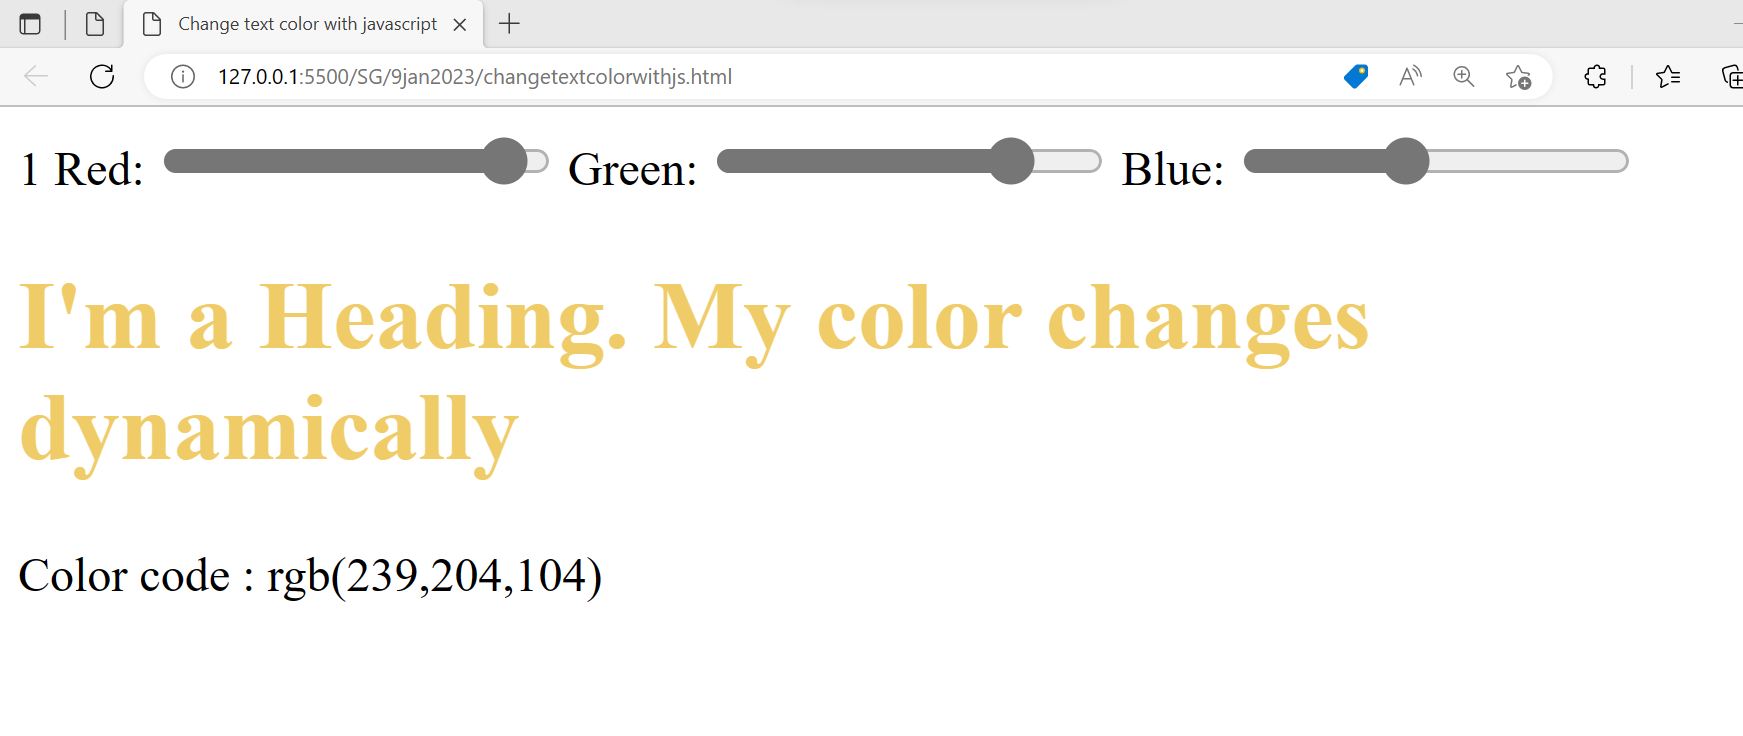 Change text color with javascript
127.0.0.1:5500/SG/9jan2023/changetextcolorwithjs.html
1 Red: Green: Blue:
I'm a Heading. My color changes
dynamically
Color code : rgb(239,204,104)